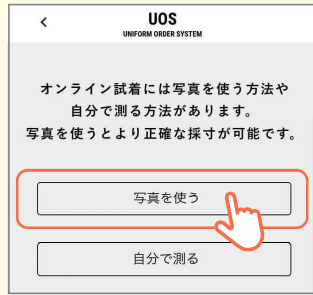 UOS
UNIFORM ORDER SYSTEM
オンライン試着には写真を使う方法や
自分で測る方法があります。
写真を使うとより正確な採寸が可能です。
写真を使う
自分で測る